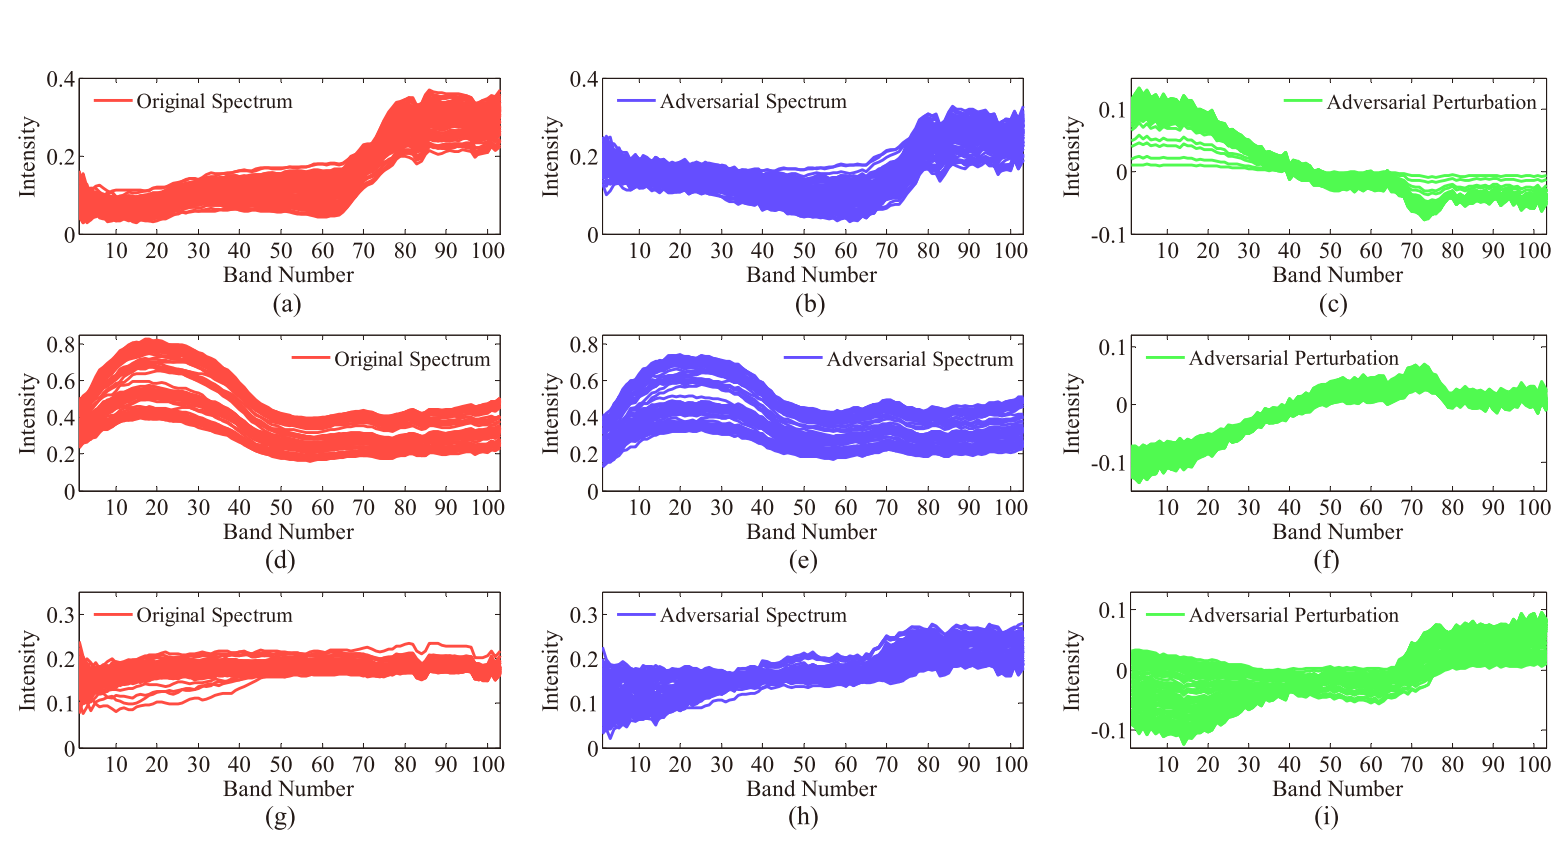 0.4
0.2
0
Intensity
Original Spectrum
10 20 30 40 50 60 70 80 90 100
Band Number
(a)
0.4
0.2
0
Intensity
Adversarial Spectrum
10 20 30 40 50 60 70 80 90 100
Band Number
(b)
0.1
0
-0.1
Intensity
Adversarial Perturbation
10 20 30 40 50 60 70 80 90 100
Band Number
(c)
0.8
0.6
0.4
0.2
0
Intensity
Original Spectrum
10 20 30 40 50 60 70 80 90 100
Band Number
(d)
0.8
0.6
0.4
0.2
0
Intensity
Adversarial Spectrum
10 20 30 40 50 60 70 80 90 100
Band Number
(e)
0.1
0
-0.1
Intensity
Adversarial Perturbation
10 20 30 40 50 60 70 80 90 100
Band Number
(f)
0.3
0.2
0.1
0
Intensity
Original Spectrum
10 20 30 40 50 60 70 80 90 100
Band Number
(g)
0.3
0.2
0.1
0
Intensity
Adversarial Spectrum
10 20 30 40 50 60 70 80 90 100
Band Number
(h)
0.1
0
-0.1
Intensity
Adversarial Perturbation
10 20 30 40 50 60 70 80 90 100
Band Number
(i)